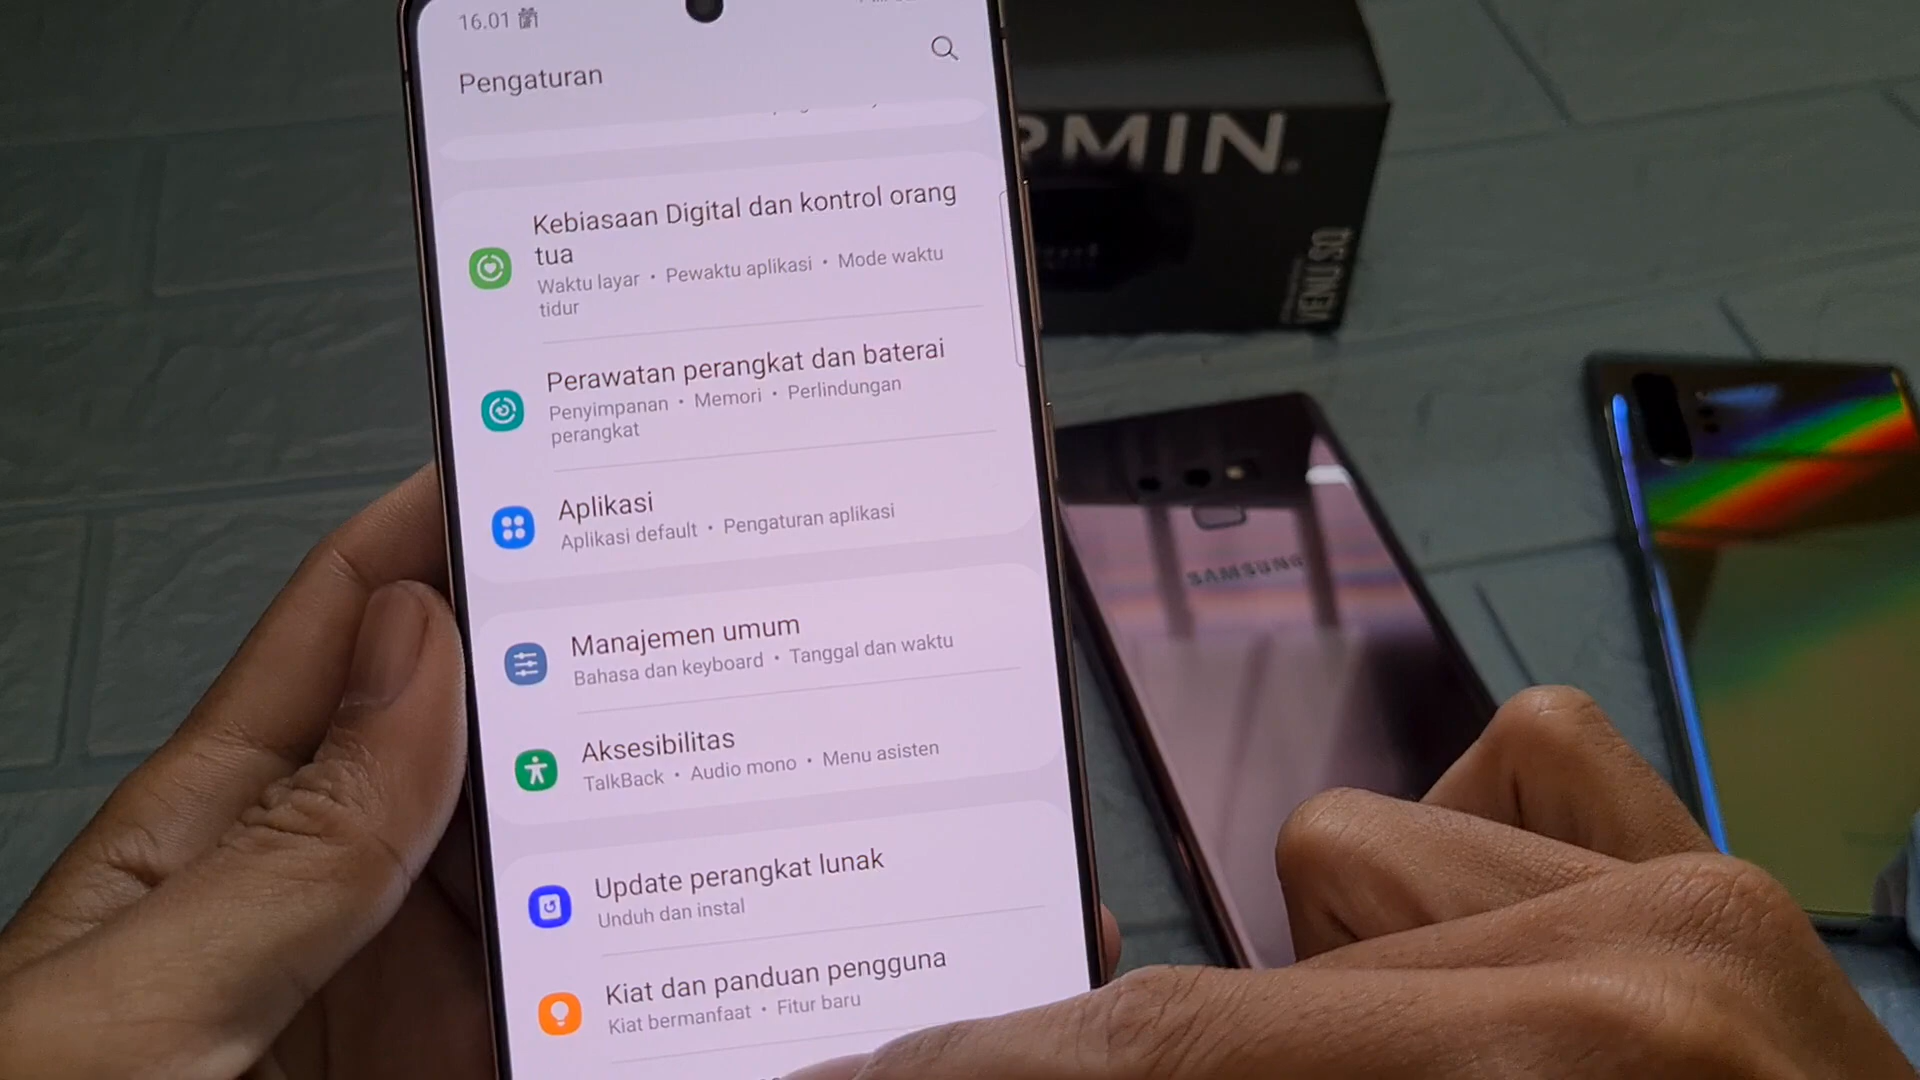 16.01
Pengaturan
Kebiasaan Digital dan kontrol orang
tua
Waktu layar • Pewaktu aplikasi • Mode waktu
tidur
Perawatan perangkat dan baterai
Penyimpanan • Memori • Perlindungan
perangkat
Aplikasi
Aplikasi default • Pengaturan aplikasi
Manajemen umum
Bahasa dan keyboard • Tanggal dan waktu
Aksesibilitas
TalkBack • Audio mono • Menu asisten
Update perangkat lunak
Unduh dan instal
Kiat dan panduan pengguna
Kiat bermanfaat • Fitur baru
RMIN
VENU SQ
SAMSUNG